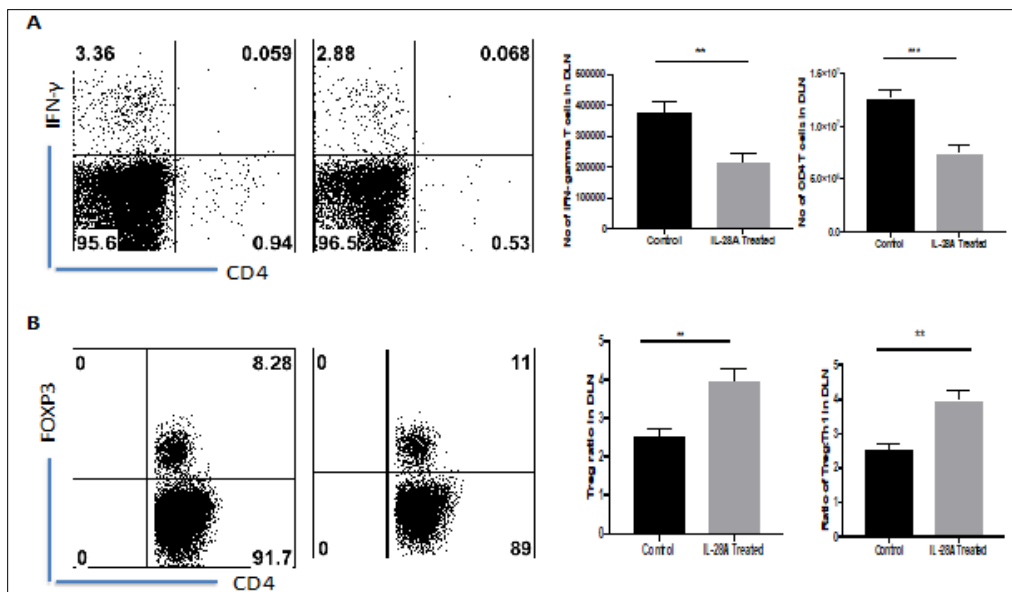 A
3.36
0.059
95.6
0.94
2.88
0.068
96.5
0.53
IFN-γ
CD4
**
No of IFN-gamma T cells in DLN
500000
400000
300000
200000
100000
0
Control
IL-28A Treated
***
No of CD4 T cells in DLN
0.0
Control
IL-28A Treated
B
0
8.28
0
91.7
0
11
0
89
FOXP3
CD4
**
Treg ratio in DLN
5
4
3
2
1
0
Control
IL-28A Treated
**
Ratio of Treg:Th1 in DLN
5
4
3
2
1
0
Control
IL-28A Treated